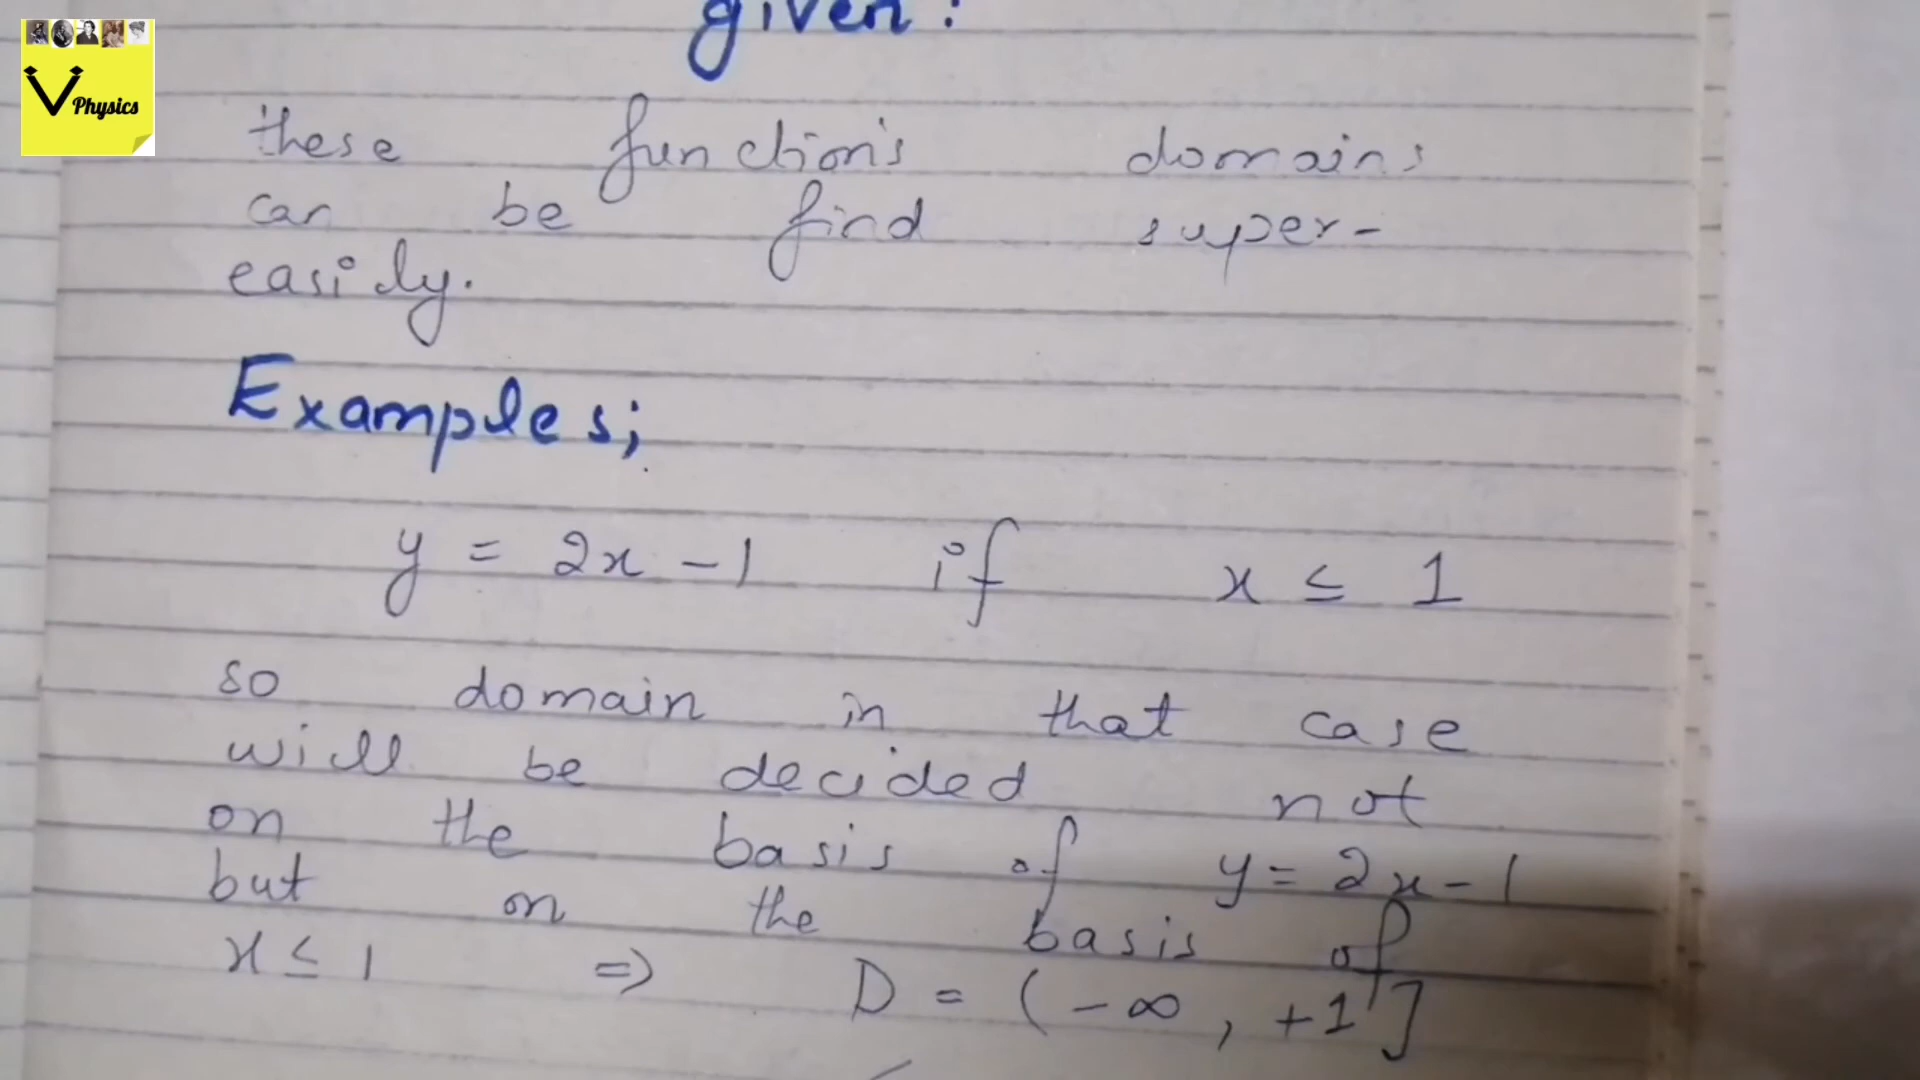 given:
V Physics
these function's domains
can be find super-
easily.
Examples;
y = 2x - 1 if x ≤ 1
so domain in that case
will be decided not
on the basis of y = 2x - 1
but on the basis of
x ≤ 1 => D = (-∞, +1]